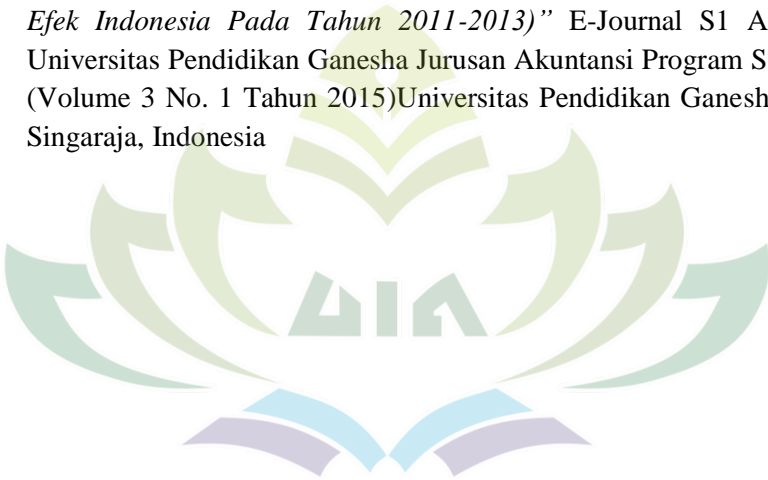 Efek Indonesia Pada Tahun 2011-2013)” E-Journal S1 A
Universitas Pendidikan Ganesha Jurusan Akuntansi Program S
(Volume 3 No. 1 Tahun 2015)Universitas Pendidikan Ganesh
Singaraja, Indonesia
UIN